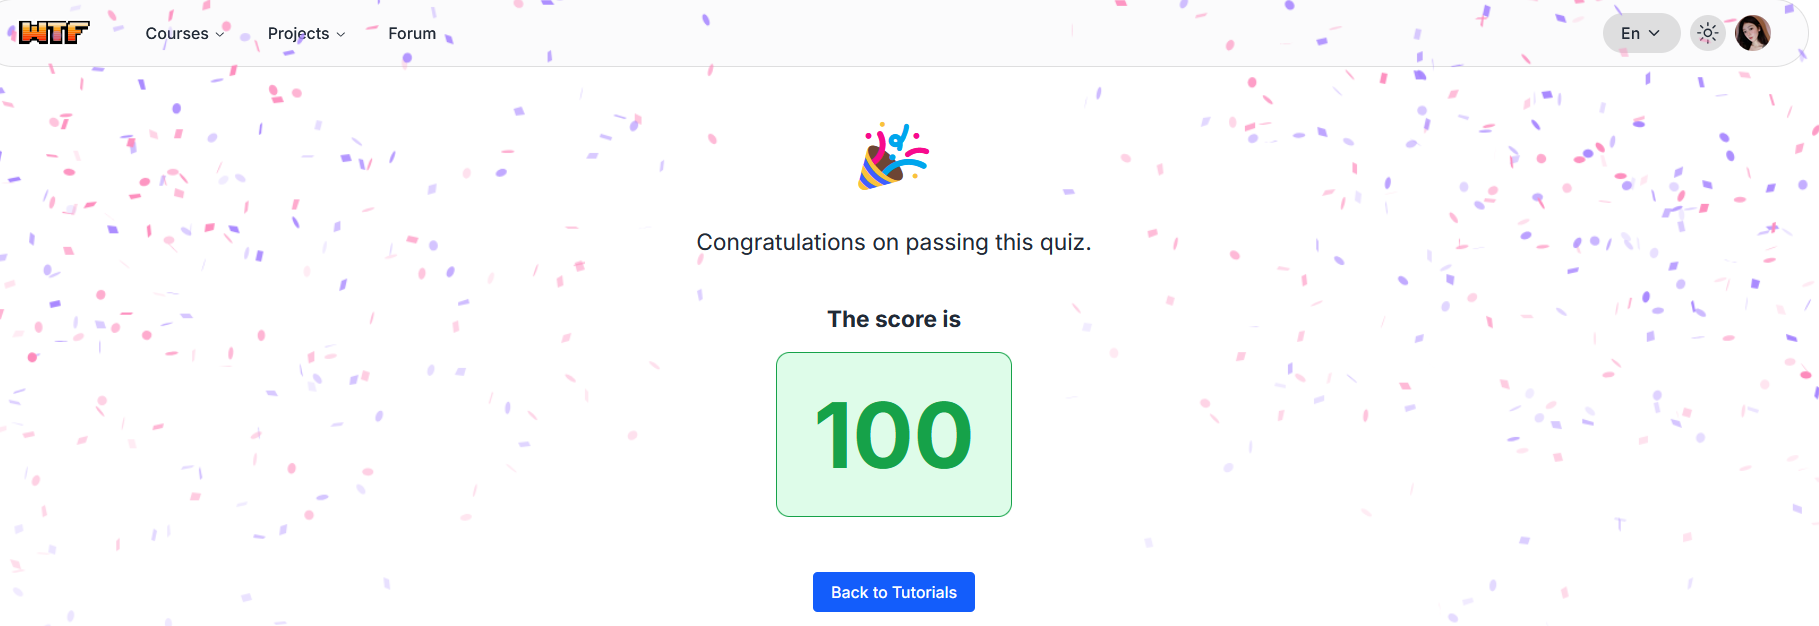 WTF
Courses
Projects
Forum
En
Congratulations on passing this quiz.
The score is
100
Back to Tutorials